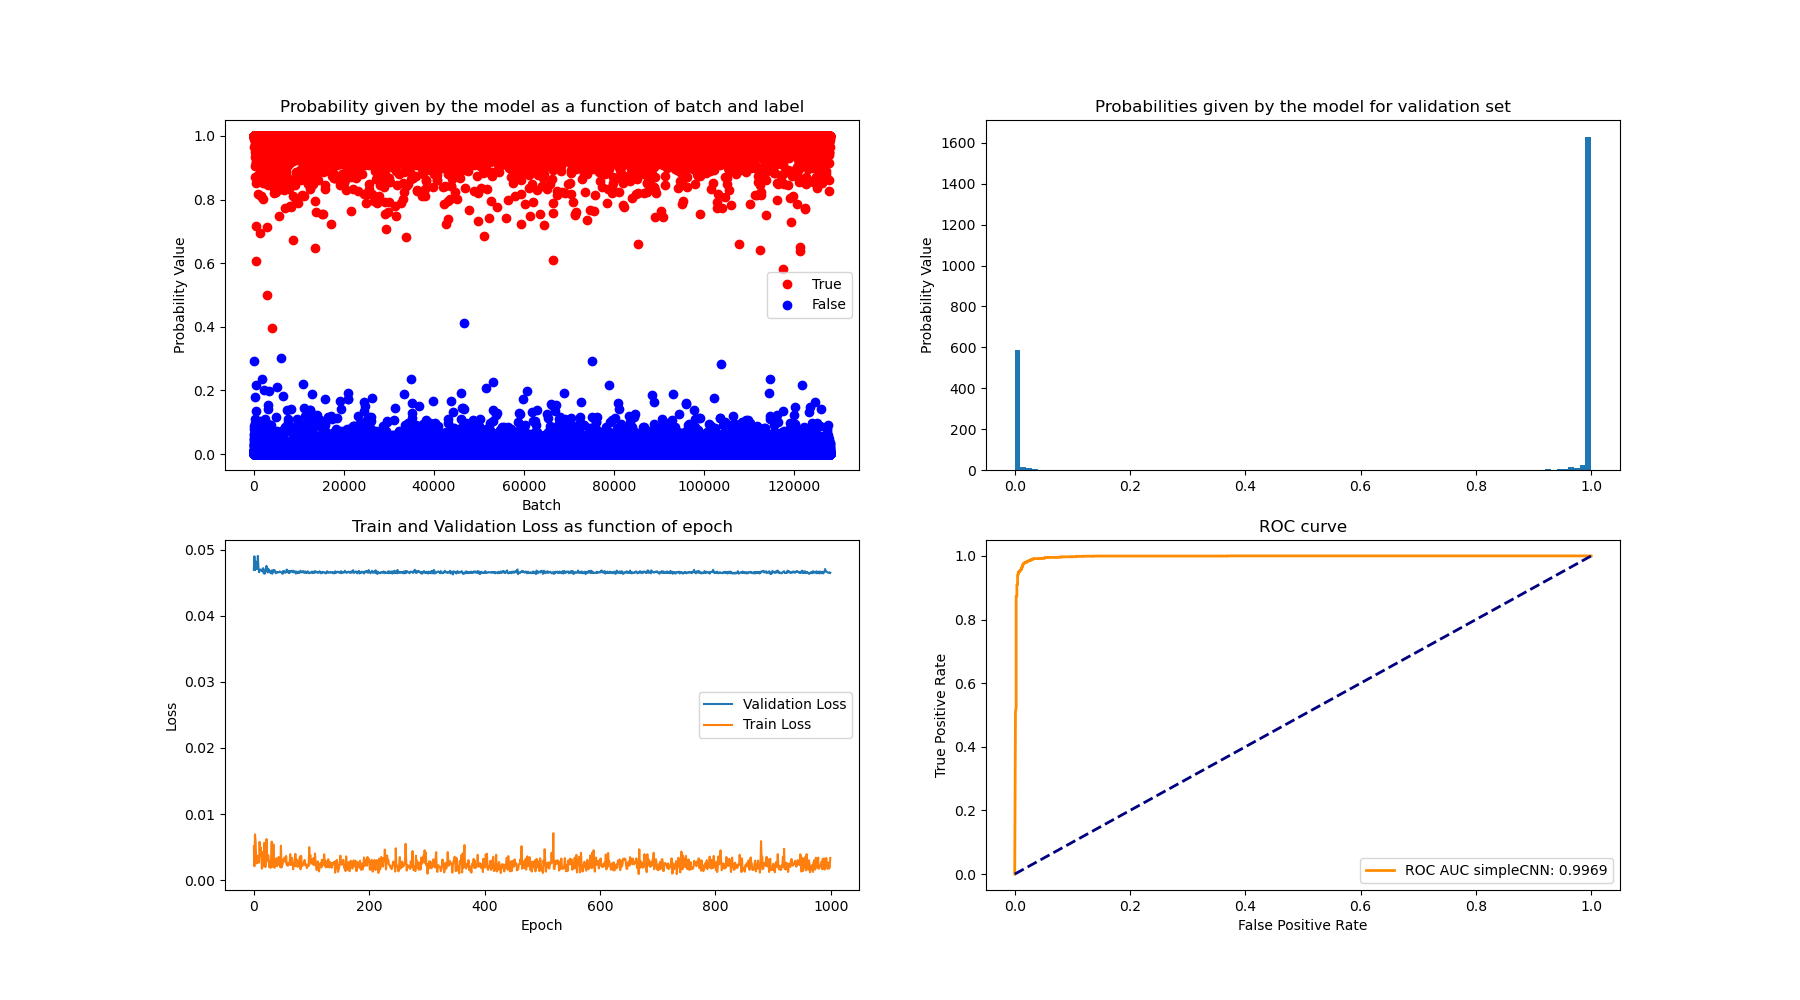 Probability given by the model as a function of batch and label
1.0
0.8
0.6
0.4
0.2
0.0
Probability Value
True
False
0 20000 40000 60000 80000 100000 120000
Batch
Probabilities given by the model for validation set
1600
1400
1200
1000
800
600
400
200
0
Probability Value
0.0 0.2 0.4 0.6 0.8 1.0
Train and Validation Loss as function of epoch
0.05
0.04
0.03
0.02
0.01
0.00
Loss
Validation Loss
Train Loss
0 200 400 600 800 1000
Epoch
ROC curve
1.0
0.8
0.6
0.4
0.2
0.0
True Positive Rate
ROC AUC simpleCNN: 0.9969
0.0 0.2 0.4 0.6 0.8 1.0
False Positive Rate